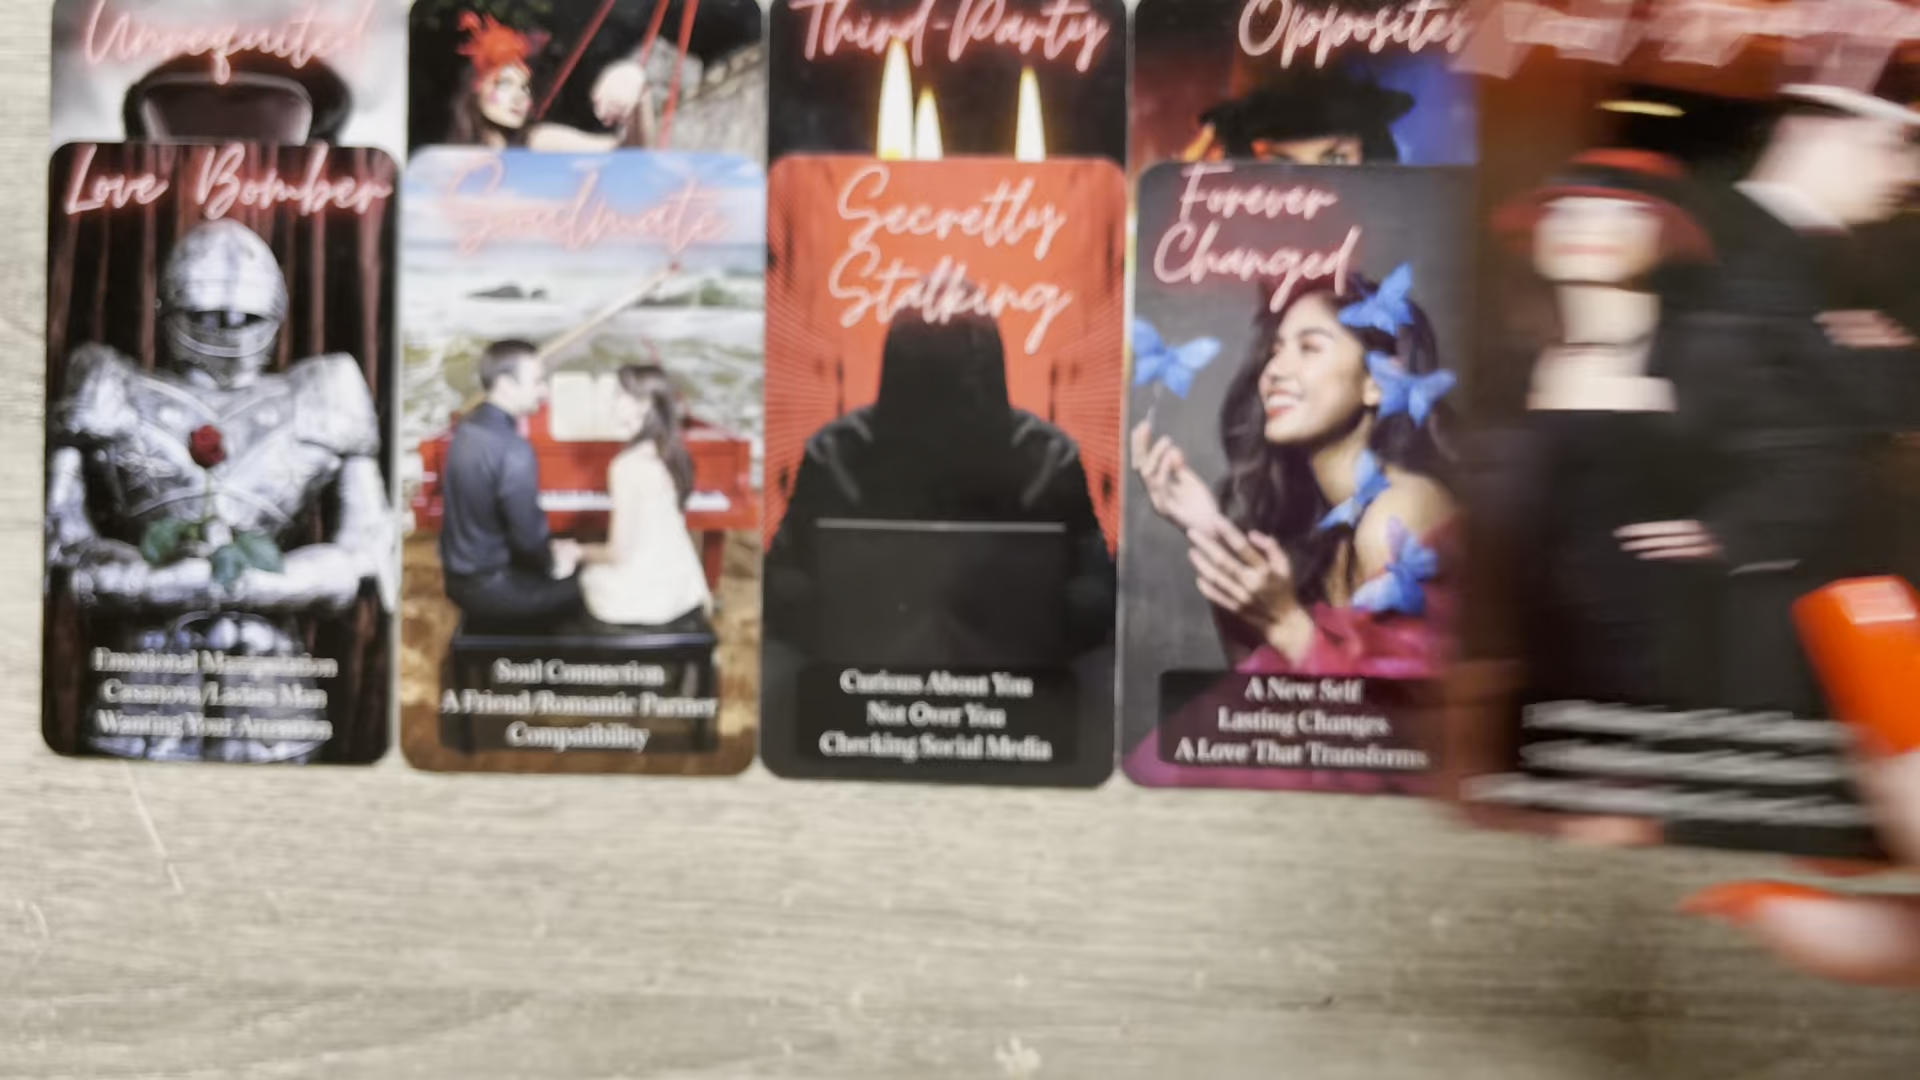 Unrequited
Third-Party
Opposites
Love Bomber
Emotional Manipulation
Casanova/Ladies Man
Wanting Your Attention
Soulmate
Soul Connection
A Friend/Romantic Partner
Compatibility
Secretly
Stalking
Curious About You
Not Over You
Checking Social Media
Forever
Changed
A New Self
Lasting Changes
A Love That Transforms